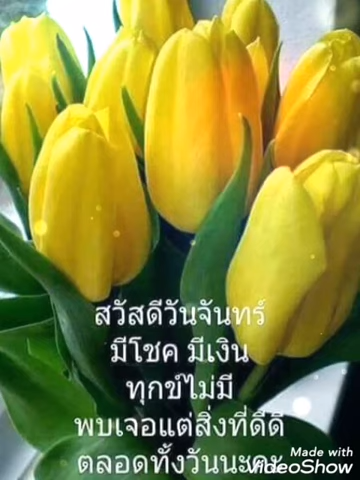 สวัสดีวันจันทร์
มีโชค มีเงิน
ทุกข์ไม่มี
พบเจอแต่สิ่งที่ดีดี
ตลอดทั้งวันนะคะ
Made with
VideoShow